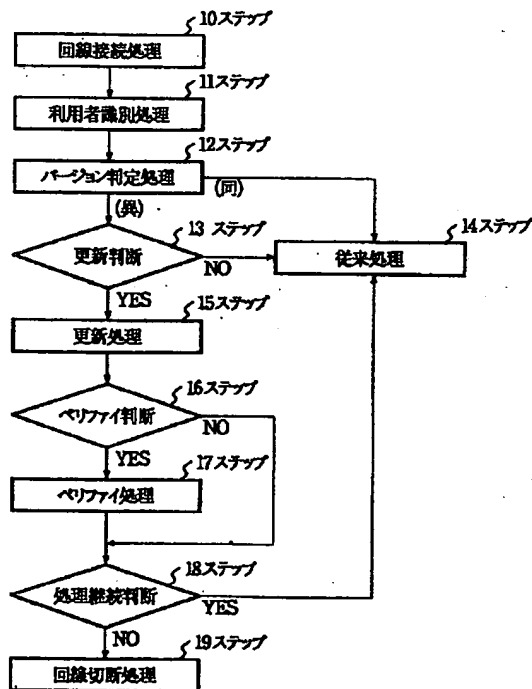 10ステップ
回線接続処理
11ステップ
利用者識別処理
12ステップ
バージョン判定処理
(同)
(異)
13 ステップ
更新判断
NO
14ステップ
従来処理
YES
15ステップ
更新処理
16ステップ
ベリファイ判断
NO
YES
17ステップ
ベリファイ処理
18ステップ
処理継続判断
YES
NO
19ステップ
回線切断処理